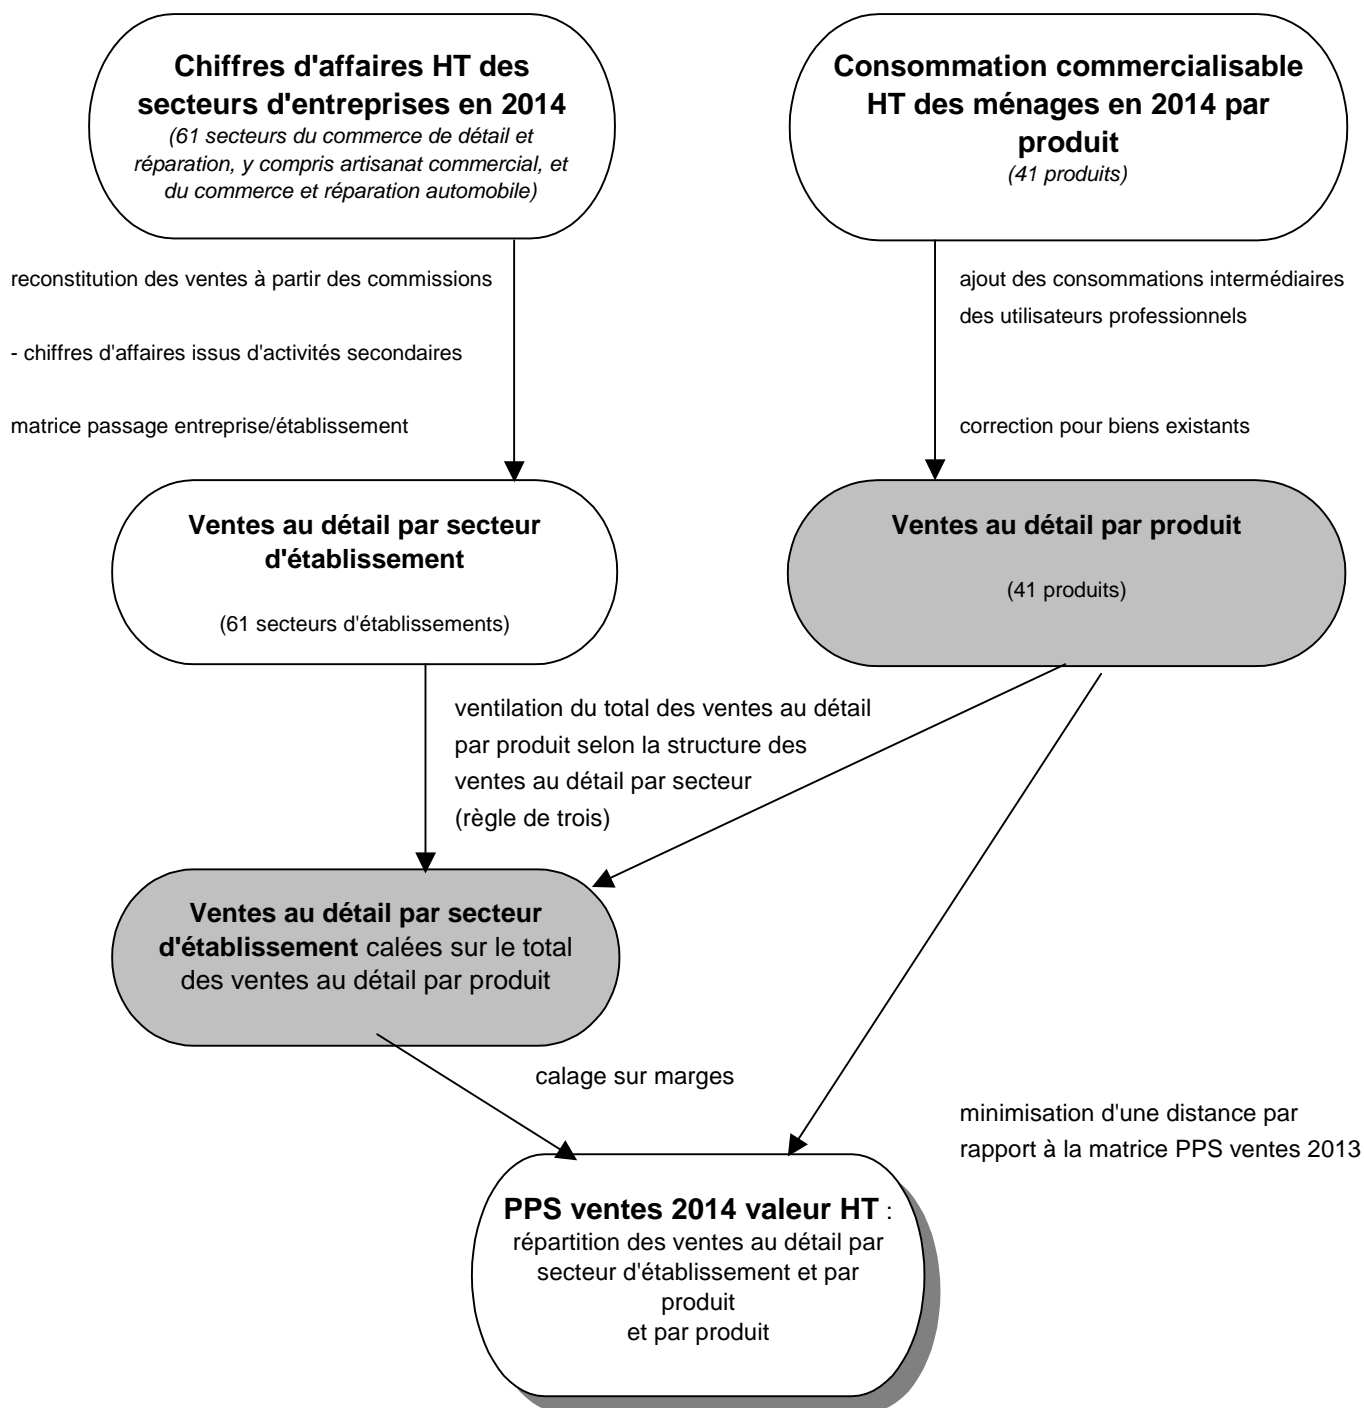 Chiffres d'affaires HT des
secteurs d'entreprises en 2014
(61 secteurs du commerce de détail et
réparation, y compris artisanat commercial, et
du commerce et réparation automobile)
Consommation commercialisable
HT des ménages en 2014 par
produit
(41 produits)
reconstitution des ventes à partir des commissions
- chiffres d'affaires issus d'activités secondaires
matrice passage entreprise/établissement
ajout des consommations intermédiaires
des utilisateurs professionnels
correction pour biens existants
Ventes au détail par secteur
d'établissement
(61 secteurs d'établissements)
Ventes au détail par produit
(41 produits)
ventilation du total des ventes au détail
par produit selon la structure des
ventes au détail par secteur
(règle de trois)
Ventes au détail par secteur
d'établissement calées sur le total
des ventes au détail par produit
calage sur marges
minimisation d'une distance par
rapport à la matrice PPS ventes 2013
PPS ventes 2014 valeur HT :
répartition des ventes au détail par
secteur d'établissement et par
produit
et par produit